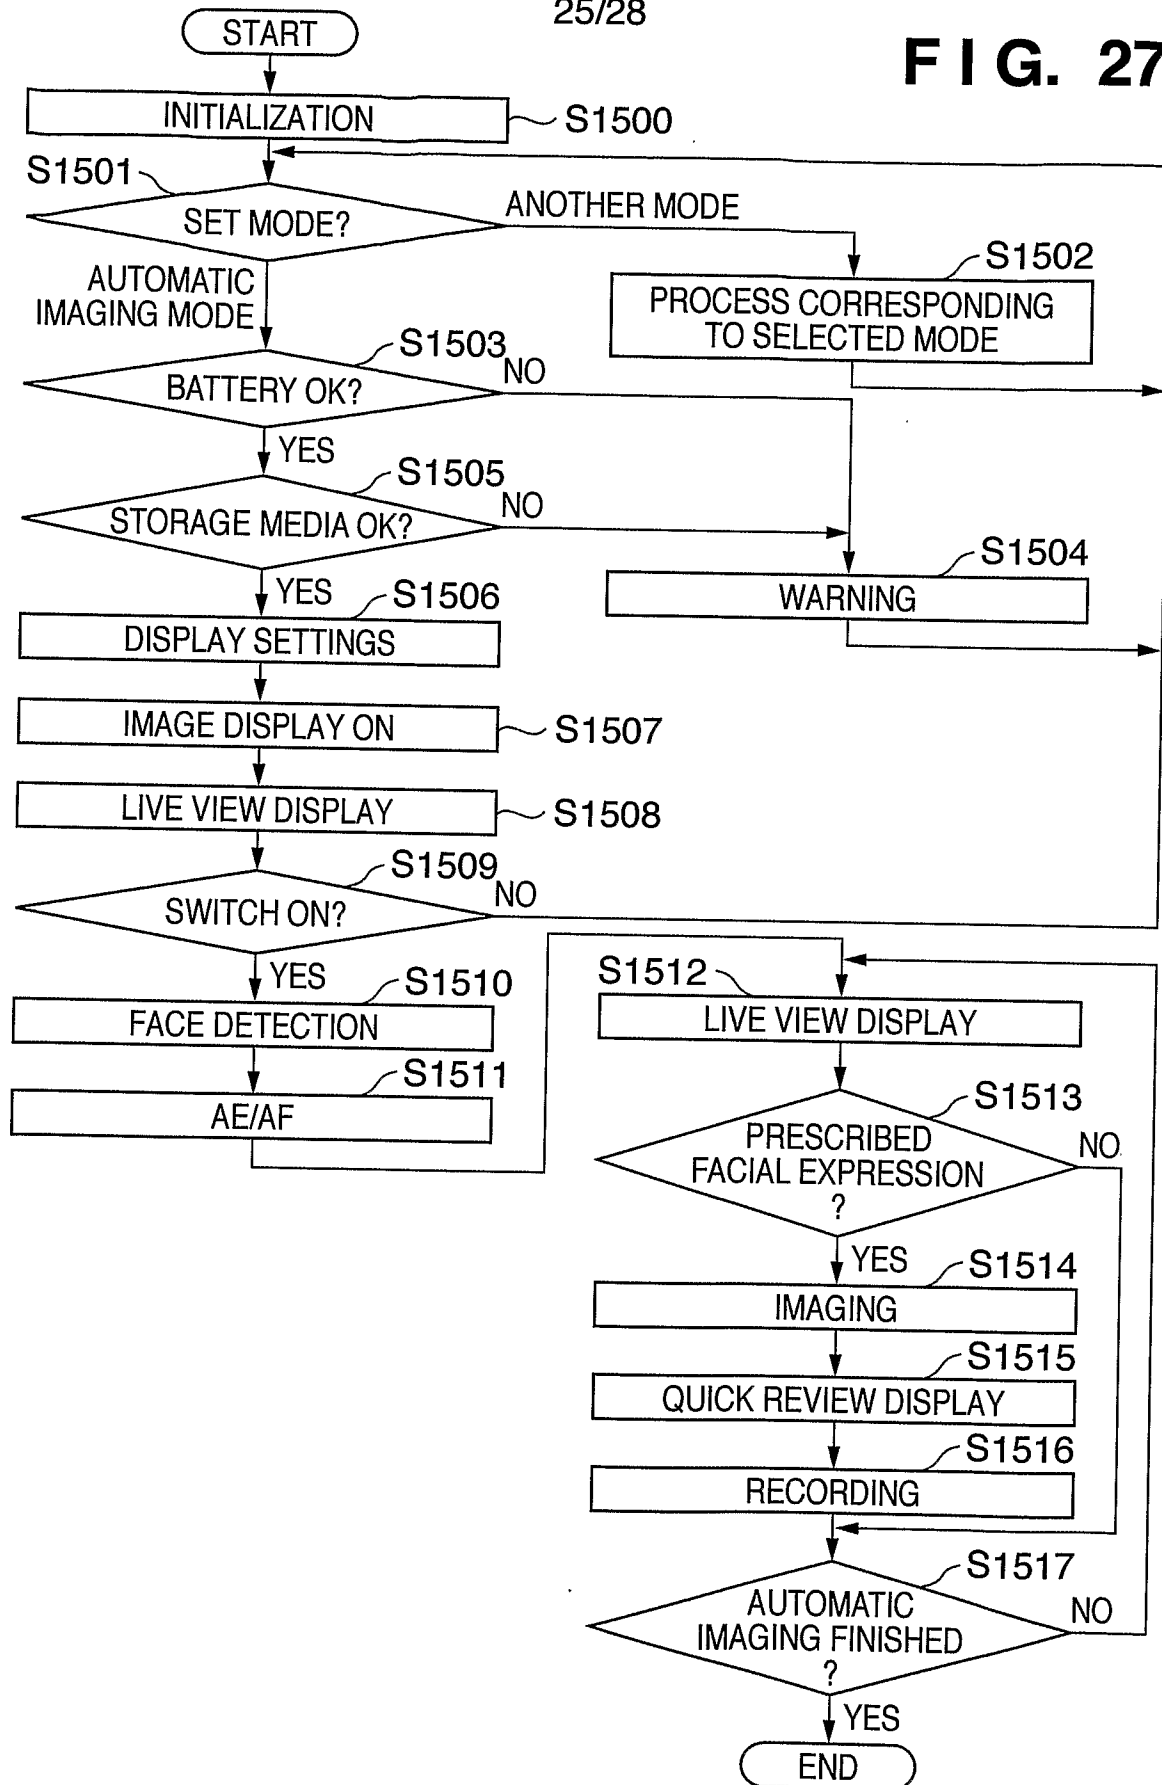 25/28
FIG. 27
START
INITIALIZATION
S1500
S1501
SET MODE?
ANOTHER MODE
S1502
PROCESS CORRESPONDING
TO SELECTED MODE
AUTOMATIC
IMAGING MODE
S1503
BATTERY OK?
NO
YES
S1505
STORAGE MEDIA OK?
NO
S1504
WARNING
YES
S1506
DISPLAY SETTINGS
IMAGE DISPLAY ON
S1507
LIVE VIEW DISPLAY
S1508
S1509
SWITCH ON?
NO
YES
S1510
FACE DETECTION
S1511
AE/AF
S1512
LIVE VIEW DISPLAY
S1513
PRESCRIBED
FACIAL EXPRESSION
?
NO
YES
S1514
IMAGING
S1515
QUICK REVIEW DISPLAY
S1516
RECORDING
S1517
AUTOMATIC
IMAGING FINISHED
?
NO
YES
END